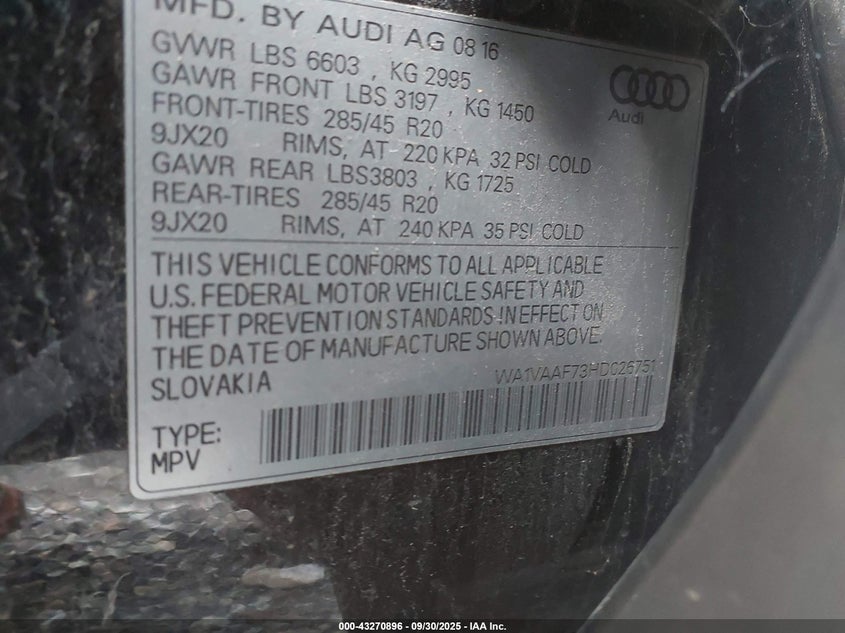 MFD. BY AUDI AG 08 16
GVWR LBS 6603 , KG 2995
GAWR FRONT LBS 3197 , KG 1450
FRONT-TIRES 285/45 R20
9JX20 RIMS, AT 220 KPA 32 PSI COLD
GAWR REAR LBS3803 , KG 1725
REAR-TIRES 285/45 R20
9JX20 RIMS, AT 240 KPA 35 PSI COLD
Audi
THIS VEHICLE CONFORMS TO ALL APPLICABLE
U.S. FEDERAL MOTOR VEHICLE SAFETY AND
THEFT PREVENTION STANDARDS IN EFFECT ON
THE DATE OF MANUFACTURE SHOWN ABOVE.
SLOVAKIA WA1VAAF73HD026751
TYPE:
MPV
000-43270896 - 09/30/2025 - IAA Inc.